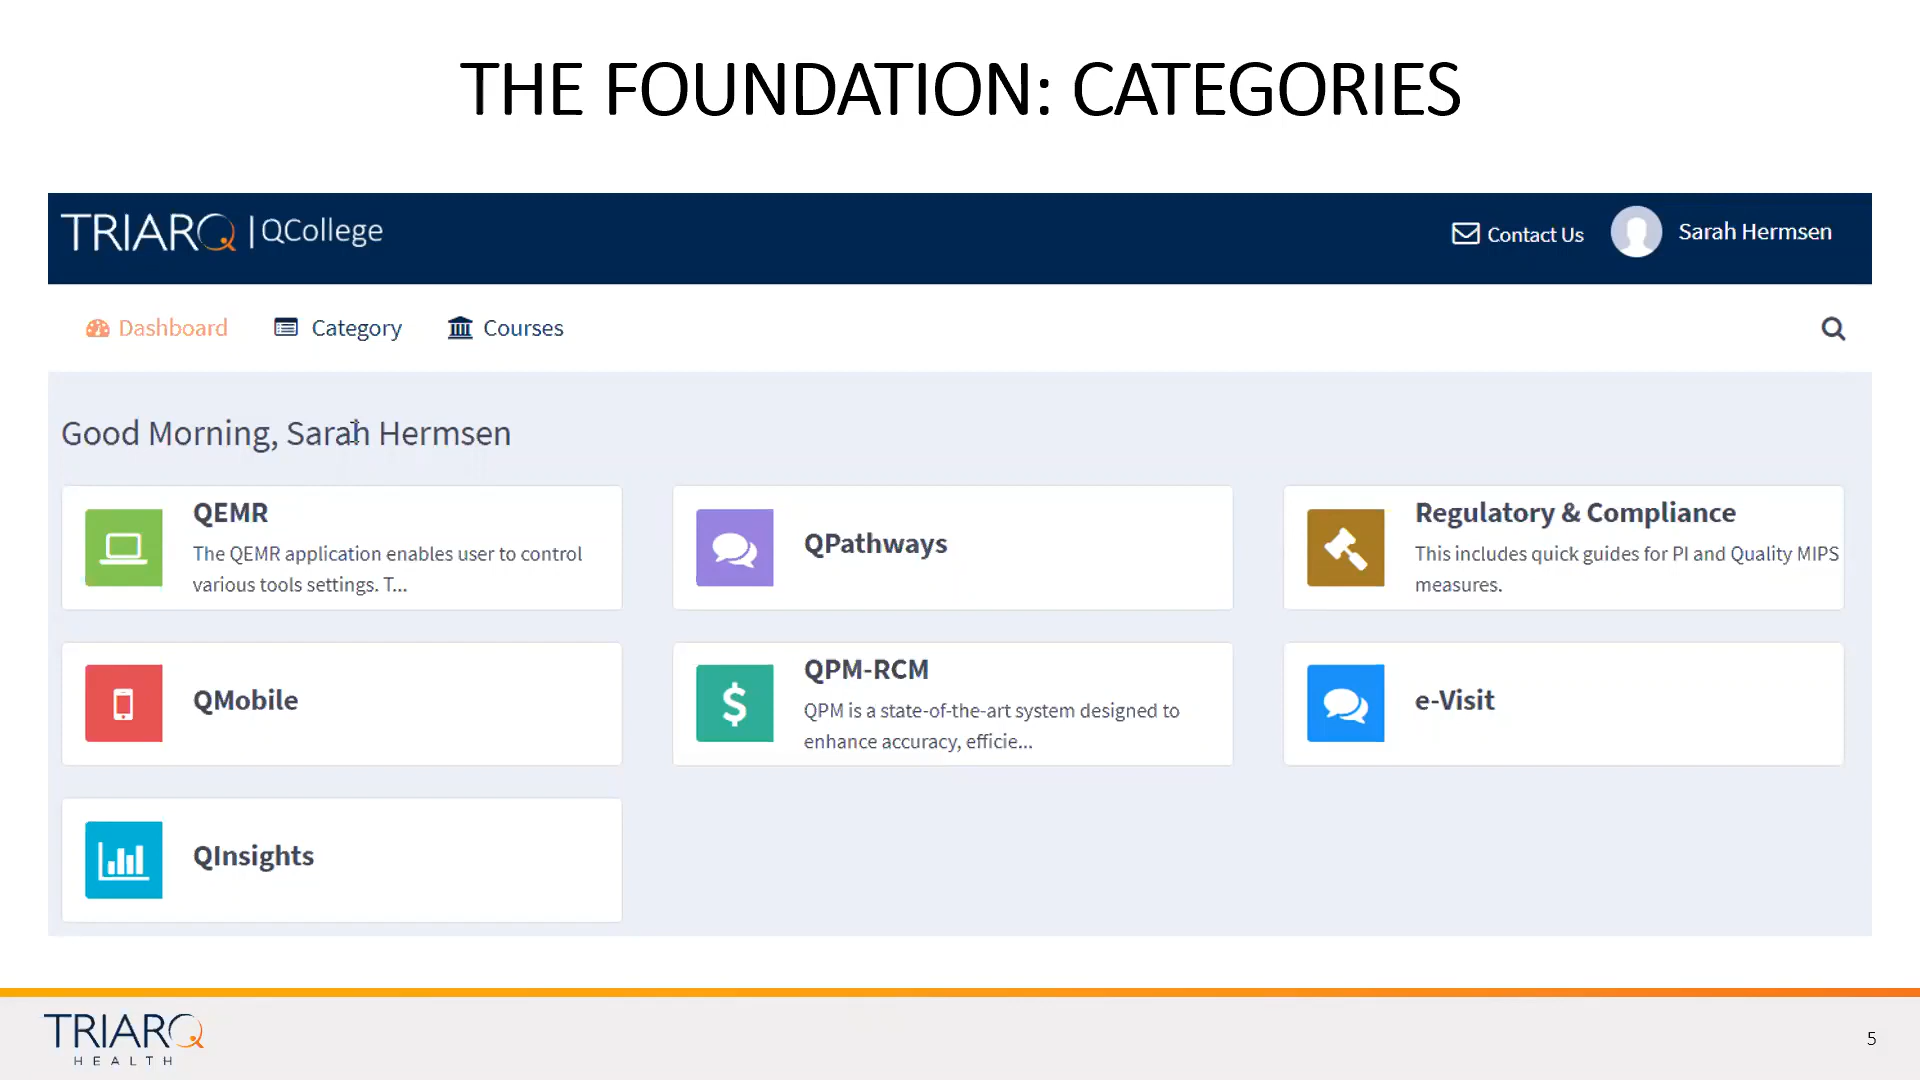 THE FOUNDATION: CATEGORIES
TRIARQ | QCollege
Contact Us
Sarah Hermsen
Dashboard
Category
Courses
Good Morning, Sarah Hermsen
QEMR
The QEMR application enables user to control
various tools settings. T...
QPathways
Regulatory & Compliance
This includes quick guides for PI and Quality MIPS
measures.
QMobile
QPM-RCM
QPM is a state-of-the-art system designed to
enhance accuracy, efficie...
e-Visit
QInsights
TRIARQ
HEALTH
5